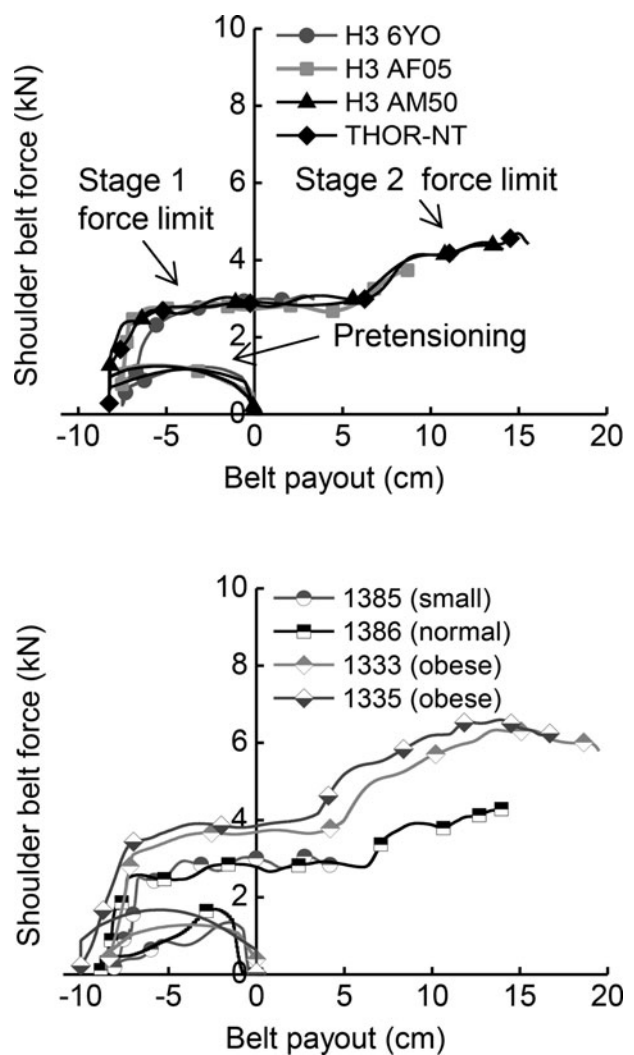 10
H3 6YO
H3 AF05
8
H3 AM50
THOR-NT
Stage 1
force limit
Stage 2 force limit
6
4
2
Pretensioning
0
-10
-5
0
5
10
15
20
Shoulder belt force (kN)
Belt payout (cm)
10
1385 (small)
1386 (normal)
8
1333 (obese)
1335 (obese)
6
4
2
0
-10
-5
0
5
10
15
20
Shoulder belt force (kN)
Belt payout (cm)